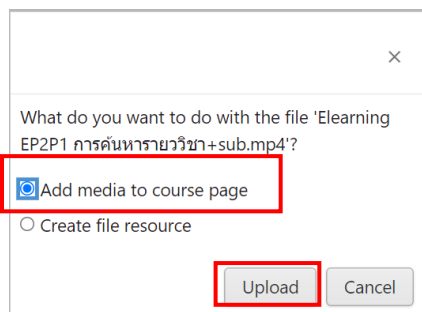 What do you want to do with the file 'Elearning
EP2P1 การค้นหารายวิชา+sub.mp4'?
Add media to course page
Create file resource
Upload Cancel